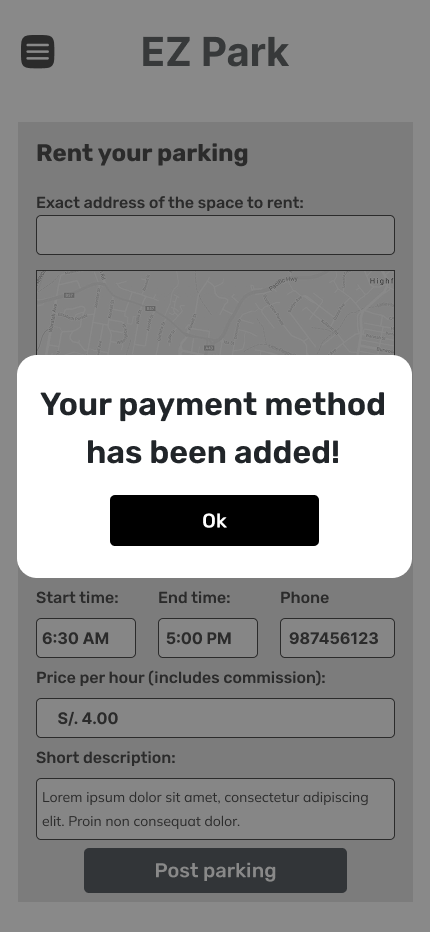 EZ Park
Rent your parking
Exact address of the space to rent:
Highf
Your payment method
has been added!
Ok
Start time: End time: Phone
6:30 AM 5:00 PM 987456123
Price per hour (includes commission):
S/. 4.00
Short description:
Lorem ipsum dolor sit amet, consectetur adipiscing
elit. Proin non consequat dolor.
Post parking